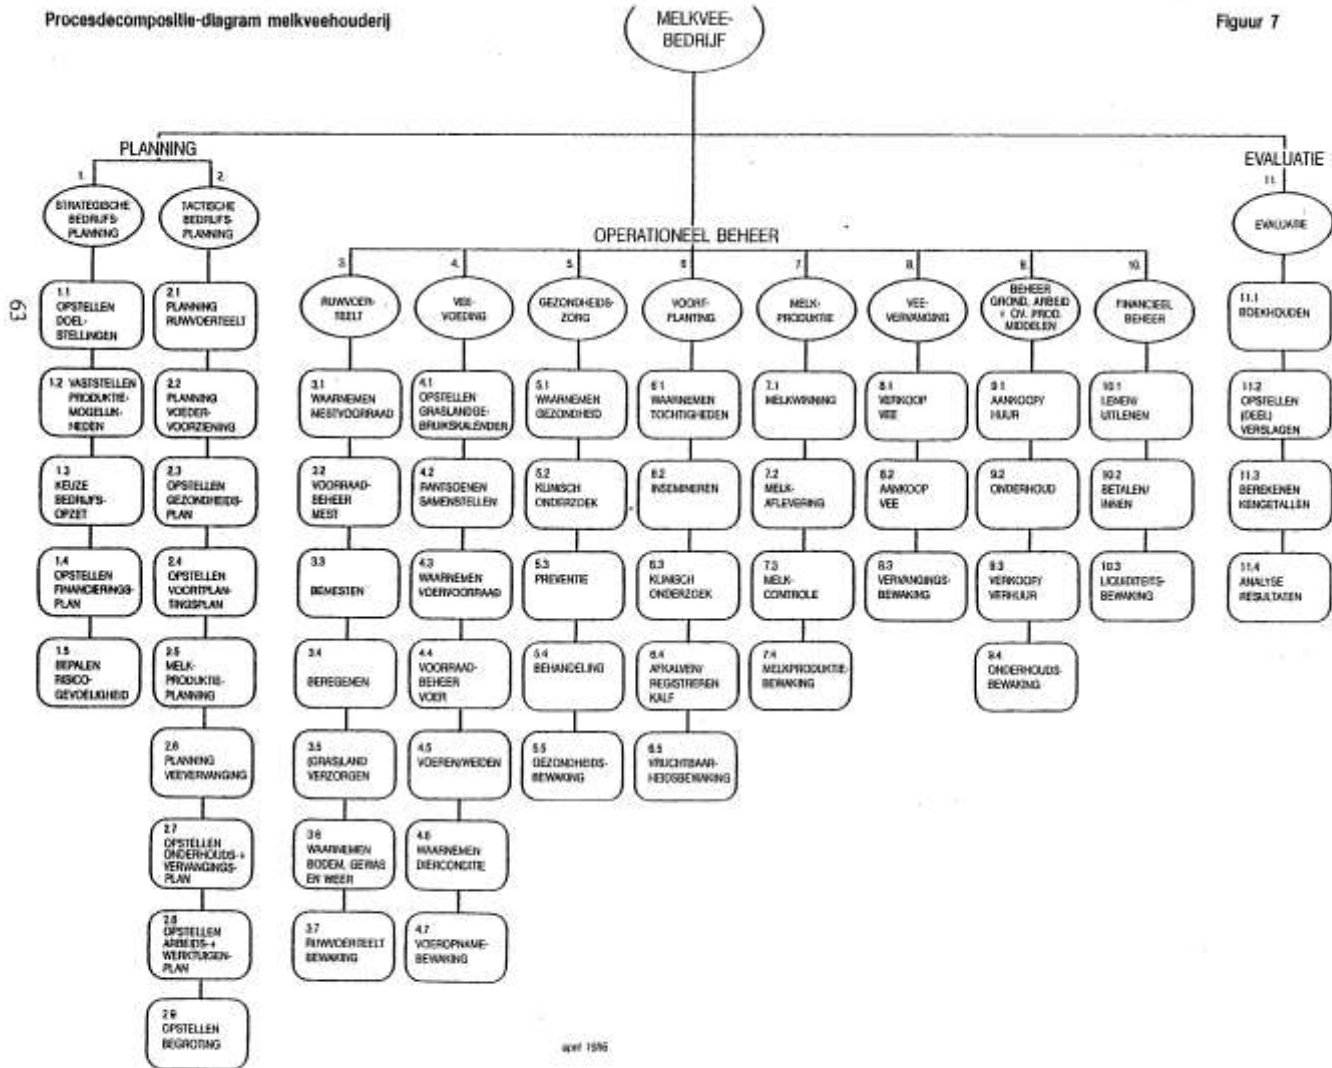 Procesdecompositie-diagram melkveehouderij
Figuur 7
MELKVEE-
BEDRIJF
PLANNING
EVALUATIE
1.
STRATEGISCHE
BEDRIJFS-
PLANNING
2.
TACTISCHE
BEDRIJFS-
PLANNING
11.
EVALUATIE
OPERATIONEEL BEHEER
3.
RUWVOER-
TEELT
4.
VEE-
VOEDING
5.
GEZONDHEIDS-
ZORG
6
VOORT-
PLANTING
7.
MELK-
PRODUKTIE
8.
VEE-
VERVANGING
9.
BEHEER
GROND, ARBEID
+ OV. PROD.
MIDDELEN
10.
FINANCIEEL
BEHEER
1.1
OPSTELLEN
DOEL-
STELLINGEN
1.2 VASTSTELLEN
PRODUKTIE-
MOGELIJK-
HEDEN
1.3
KEUZE
BEDRIJFS-
OPZET
1.4
OPSTELLEN
FINANCIERINGS-
PLAN
1.5
BEPALEN
RISICO-
GEVOELIGHEID
2.1
PLANNING
RUWVOERTEELT
2.2
PLANNING
VOEDER-
VOORZIENING
2.3
OPSTELLEN
GEZONDHEIDS-
PLAN
2.4
OPSTELLEN
VOORTPLAN-
TINGSPLAN
2.5
MELK-
PRODUKTIE-
PLANNING
2.6
PLANNING
VEEVERVANGING
2.7
OPSTELLEN
ONDERHOUDS-+
VERVANGINGS-
PLAN
2.8
OPSTELLEN
ARBEIDS-+
WERKTUIGEN-
PLAN
2.9
OPSTELLEN
BEGROTING
3.1
WAARNEMEN
MESTVOORRAAD
3.2
VOORRAAD-
BEHEER
MEST
3.3
BEMESTEN
3.4
BEREGENEN
3.5
(GRAS)LAND
VERZORGEN
3.6
WAARNEMEN
BODEM, GEWAS
EN WEER
3.7
RUWVOERTEELT
BEWAKING
4.1
OPSTELLEN
GRASLANDGE-
BRUIKSKALENDER
4.2
RANTSOENEN
SAMENSTELLEN
4.3
WAARNEMEN
VOERVOORRAAD
4.4
VOORRAAD-
BEHEER
VOER
4.5
VOEREN/WEIDEN
4.6
WAARNEMEN
DIERCONDITIE
4.7
VOEROPNAME-
BEWAKING
5.1
WAARNEMEN
GEZONDHEID
5.2
KLINISCH
ONDERZOEK
5.3
PREVENTIE
5.4
BEHANDELING
5.5
GEZONDHEIDS-
BEWAKING
6.1
WAARNEMEN
TOCHTIGHEDEN
6.2
INSEMINEREN
6.3
KLINISCH
ONDERZOEK
6.4
AFKALVEN/
REGISTREREN
KALF
6.5
VRUCHTBAAR-
HEIDSBEWAKING
7.1
MELKWINNING
7.2
MELK-
AFLEVERING
7.3
MELK-
CONTROLE
7.4
MELKPRODUKTIE-
BEWAKING
8.1
VERKOOP
VEE
8.2
AANKOOP
VEE
8.3
VERVANGINGS-
BEWAKING
9.1
AANKOOP/
HUUR
9.2
ONDERHOUD
9.3
VERKOOP/
VERHUUR
9.4
ONDERHOUDS-
BEWAKING
10.1
LENEN/
UITLENEN
10.2
BETALEN/
INNEN
10.3
LIQUIDITEITS-
BEWAKING
11.1
BOEKHOUDEN
11.2
OPSTELLEN
(DEEL)
VERSLAGEN
11.3
BEREKENEN
KENGETALLEN
11.4
ANALYSE
RESULTATEN
63
april 1986